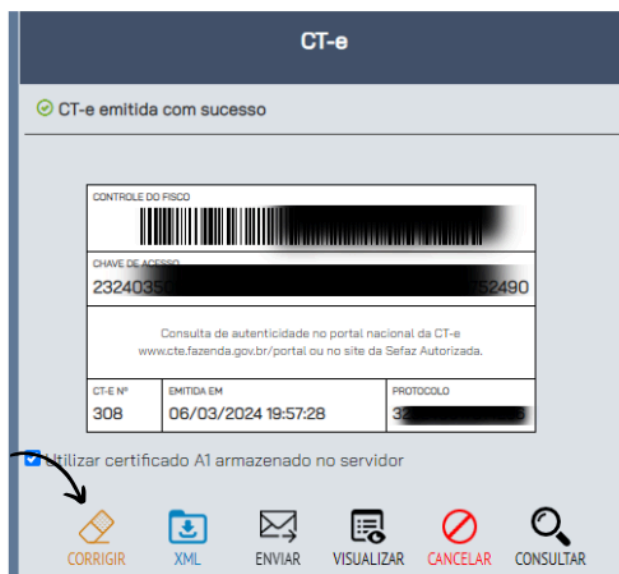 CT-e
CT-e emitida com sucesso
CONTROLE DO FISCO
CHAVE DE ACESSO
2324035 752490
Consulta de autenticidade no portal nacional da CT-e
www.cte.fazenda.gov.br/portal ou no site da Sefaz Autorizada.
CT-E Nº EMITIDA EM PROTOCOLO
308 06/03/2024 19:57:28 32
Utilizar certificado A1 armazenado no servidor
CORRIGIR XML ENVIAR VISUALIZAR CANCELAR CONSULTAR